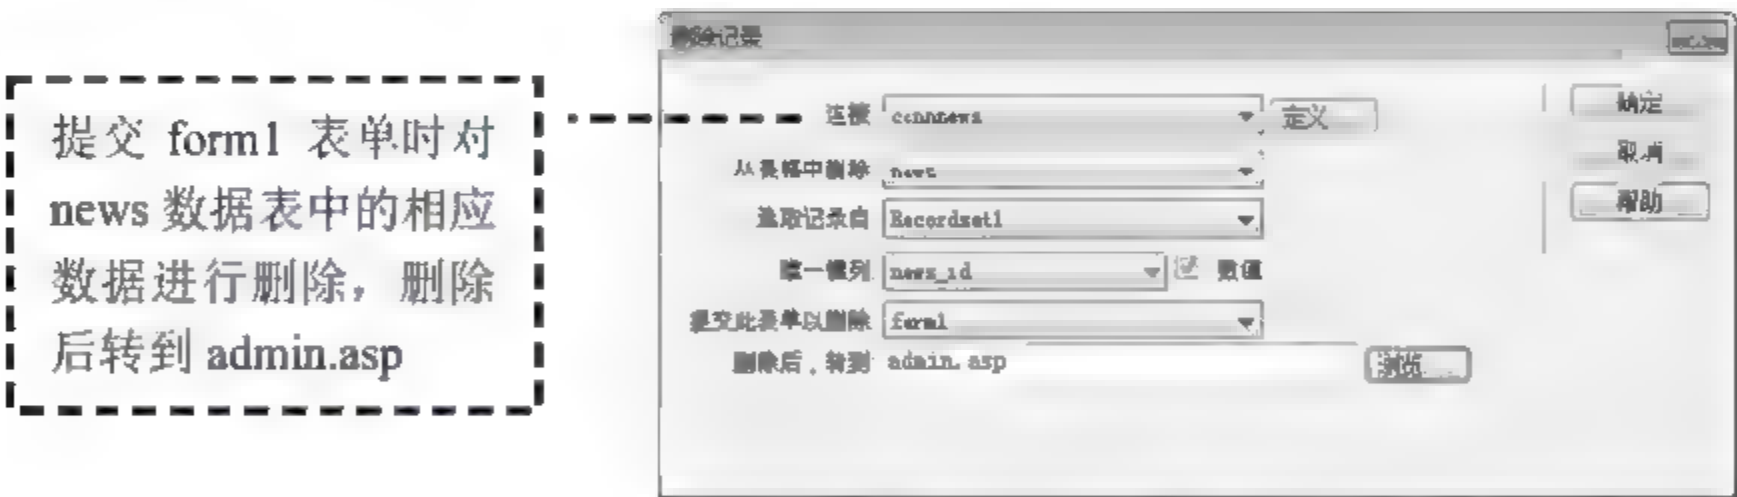 提交 form1 表单时对
news 数据表中的相应
数据进行删除，删除
后转到 admin.asp
删除记录
连接 connnews 定义...
从表格中删除 news
选取记录自 Recordset1
唯一键列 news_id 数值
提交此表单以删除 form1
删除后，转到 admin.asp 浏览...
确定
取消
帮助